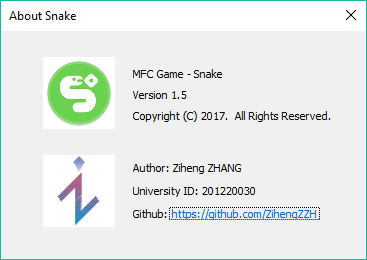 About Snake
MFC Game - Snake
Version 1.5
Copyright (C) 2017.  All Rights Reserved.
Author: Ziheng ZHANG
University ID: 201220030
Github: https://github.com/ZihengZZH